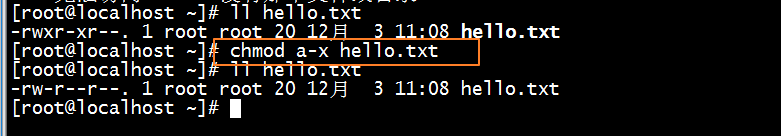 [root@localhost ~]# ll hello.txt
-rwxr-xr--. 1 root root 20 12月  3 11:08 hello.txt
[root@localhost ~]# chmod a-x hello.txt
[root@localhost ~]# ll hello.txt
-rw-r--r--. 1 root root 20 12月  3 11:08 hello.txt
[root@localhost ~]#